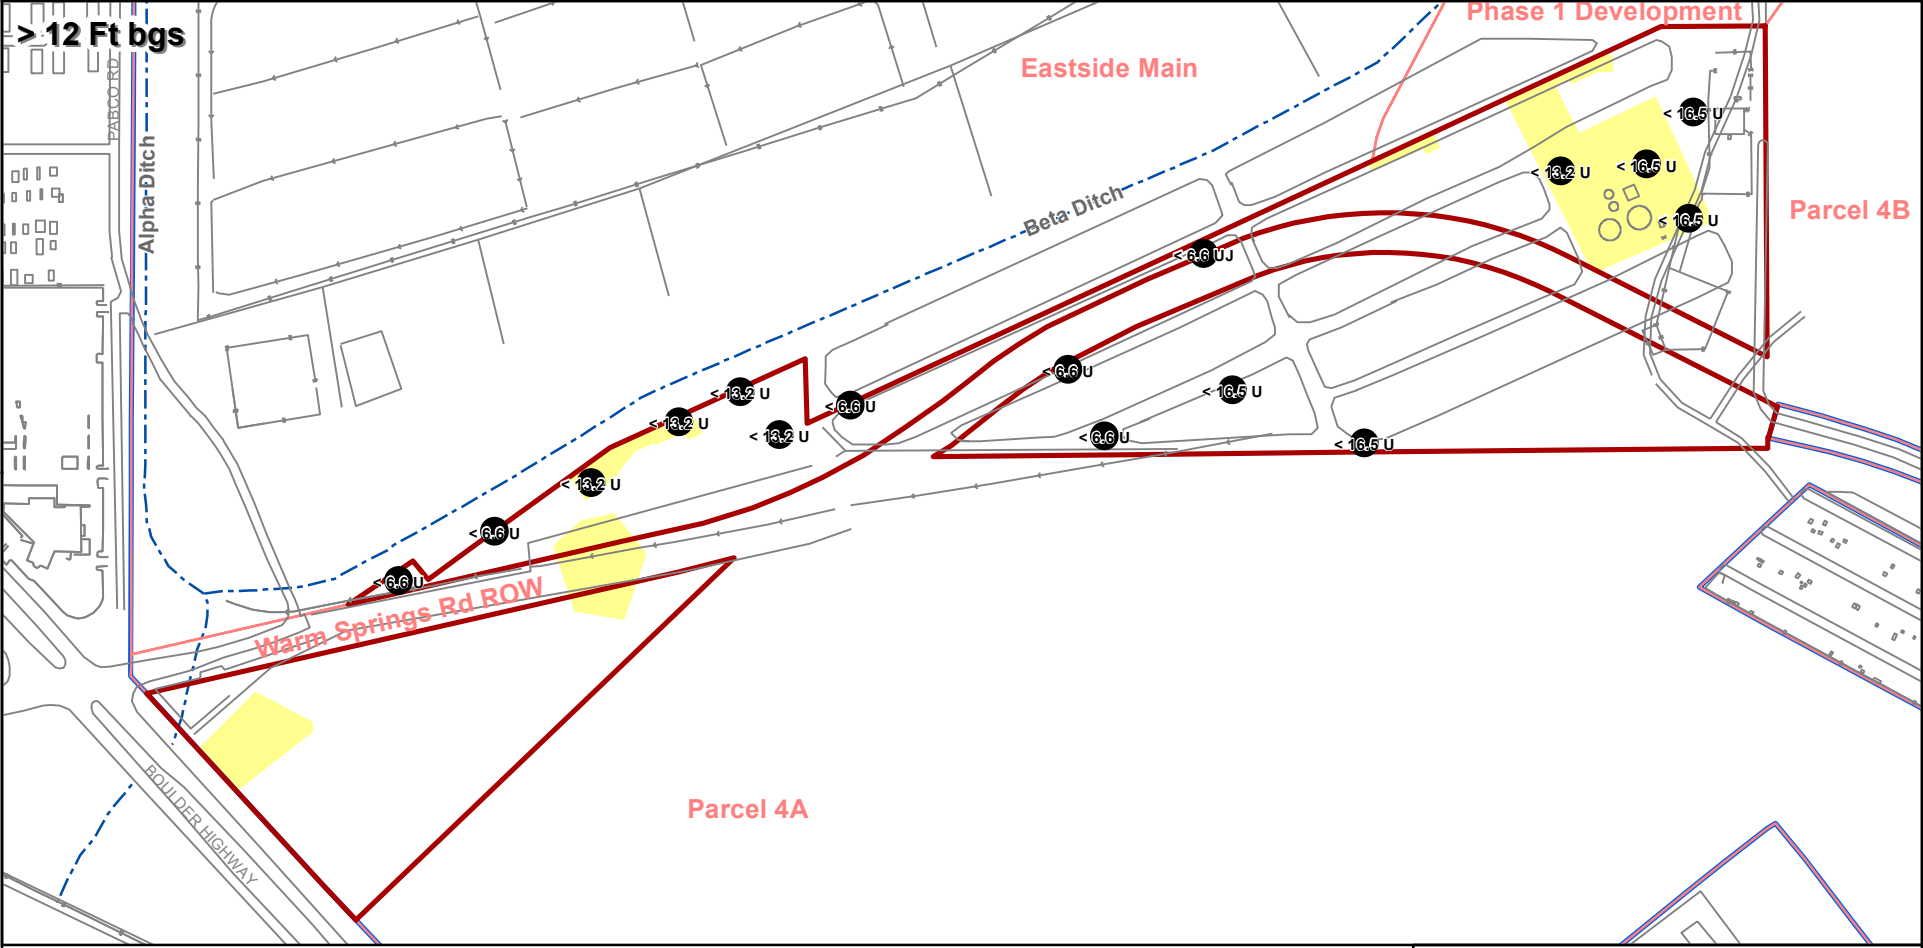 > 12 Ft bgs
Phase 1 Development
Eastside Main
PABCO RD
Alpha Ditch
Beta Ditch
Parcel 4B
< 16.5 U
< 13.2 U
< 16.5 U
< 16.5 U
< 6.6 UJ
< 6.6 U
< 16.5 U
< 13.2 U
< 6.6 U
< 13.2 U
< 13.2 U
< 6.6 U
< 16.5 U
< 13.2 U
< 6.6 U
< 6.6 U
Warm Springs Rd ROW
BOULDER HIGHWAY
Parcel 4A